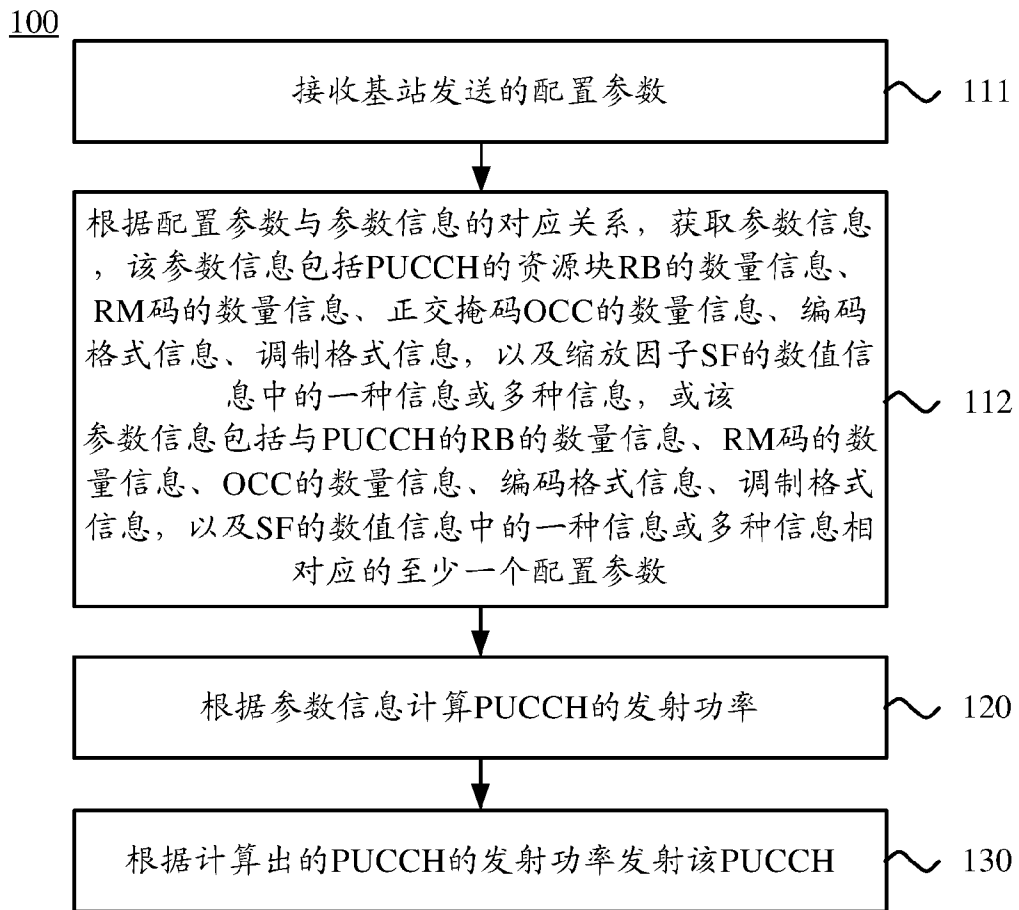 100
接收基站发送的配置参数
111
根据配置参数与参数信息的对应关系，获取参数信息
，该参数信息包括PUCCH的资源块RB的数量信息、
RM码的数量信息、正交掩码OCC的数量信息、编码
格式信息、调制格式信息，以及缩放因子SF的数值信
息中的一种信息或多种信息，或该
参数信息包括与PUCCH的RB的数量信息、RM码的数
量信息、OCC的数量信息、编码格式信息、调制格式
信息，以及SF的数值信息中的一种信息或多种信息相
对应的至少一个配置参数
112
根据参数信息计算PUCCH的发射功率
120
根据计算出的PUCCH的发射功率发射该PUCCH
130